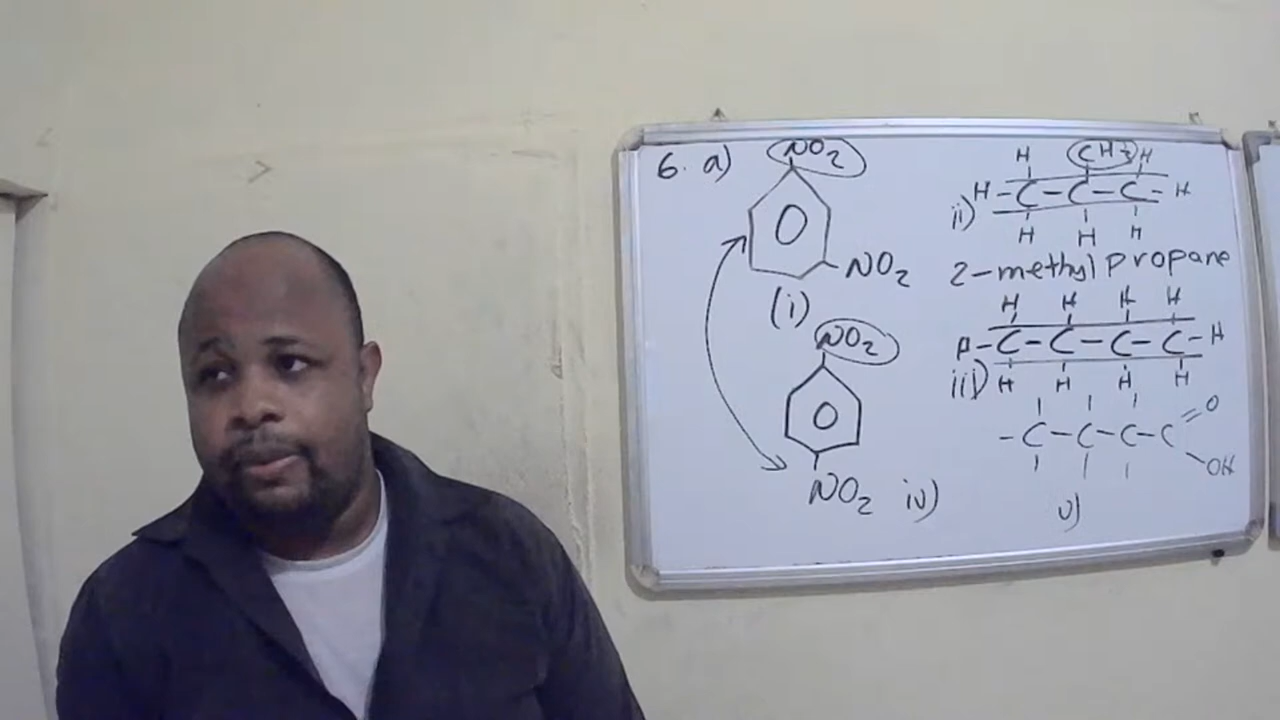 6. a)
NO2
NO2
(i)
NO2
NO2 iv)
H CH3 H
ii) H-C-C-C-H
H H H
2-methyl propane
H H H H
H-C-C-C-C-H
iii) H H H H
-C-C-C-C=O
OH
v)